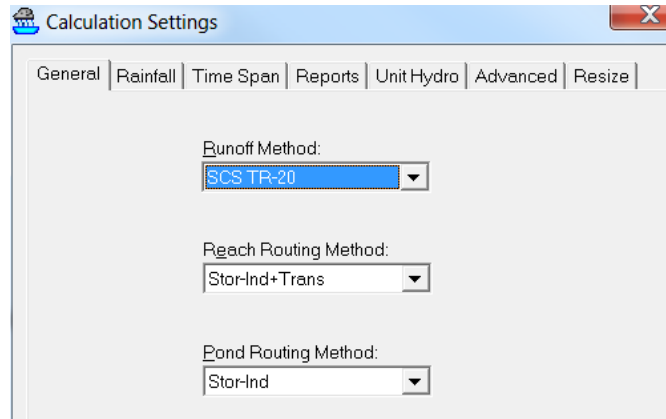 Calculation Settings
General Rainfall Time Span Reports Unit Hydro Advanced Resize
Runoff Method:
SCS TR-20
Reach Routing Method:
Stor-Ind+Trans
Pond Routing Method:
Stor-Ind